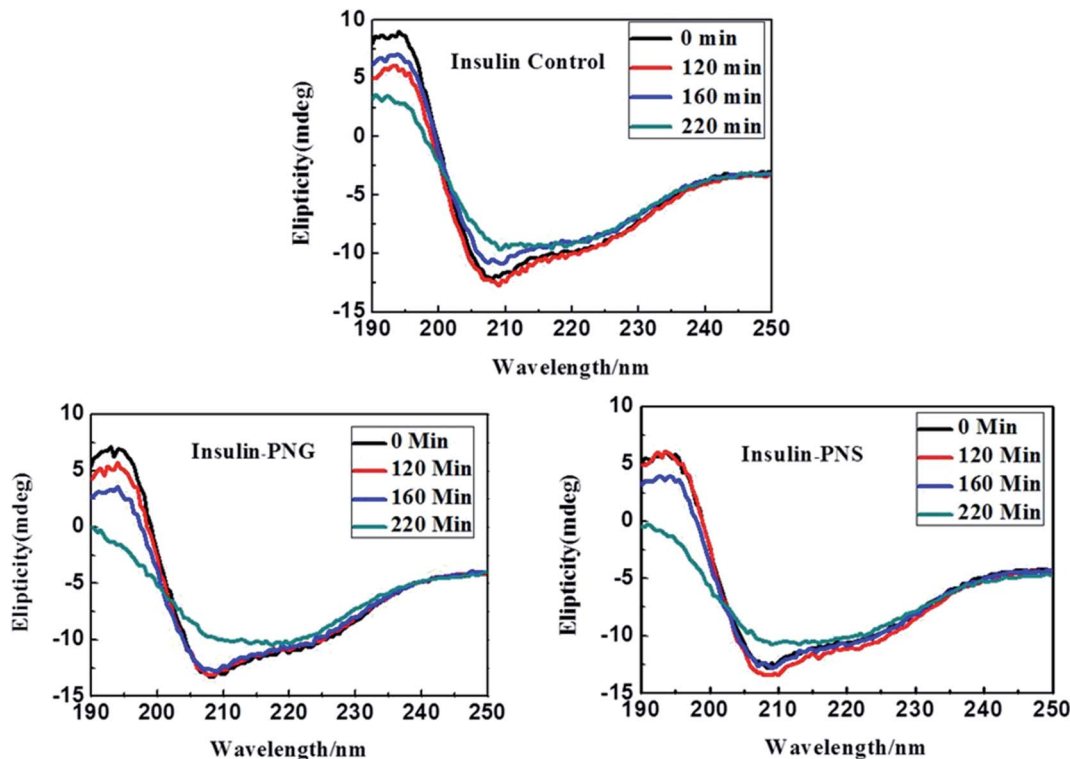 Insulin Control
0 min
120 min
160 min
220 min
10
5
0
-5
-10
-15
Elipticity(mdeg)
190 200 210 220 230 240 250
Wavelength/nm
Insulin-PNG
0 Min
120 Min
160 Min
220 Min
10
5
0
-5
-10
-15
Elipticity(mdeg)
190 200 210 220 230 240 250
Wavelength/nm
Insulin-PNS
0 Min
120 Min
160 Min
220 Min
10
5
0
-5
-10
-15
Elipticity(mdeg)
190 200 210 220 230 240 250
Wavelength/nm